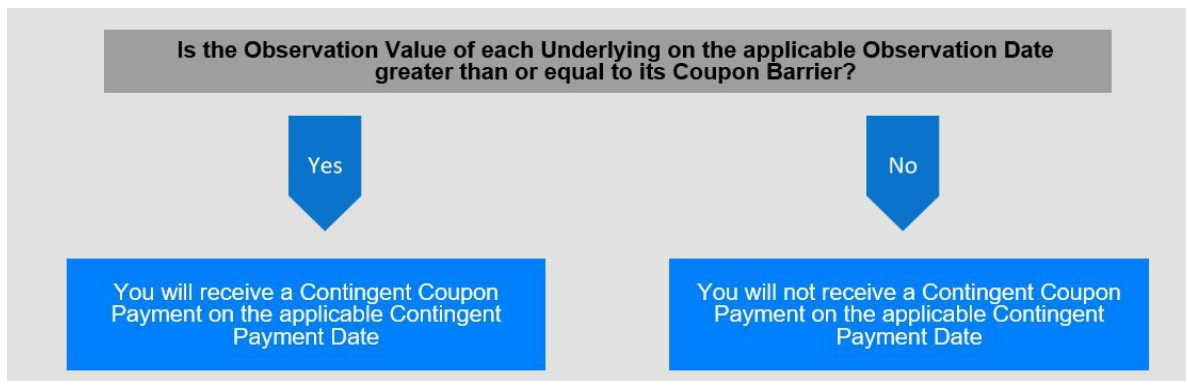 Is the Observation Value of each Underlying on the applicable Observation Date
greater than or equal to its Coupon Barrier?
Yes
No
You will receive a Contingent Coupon
Payment on the applicable Contingent
Payment Date
You will not receive a Contingent Coupon
Payment on the applicable Contingent
Payment Date